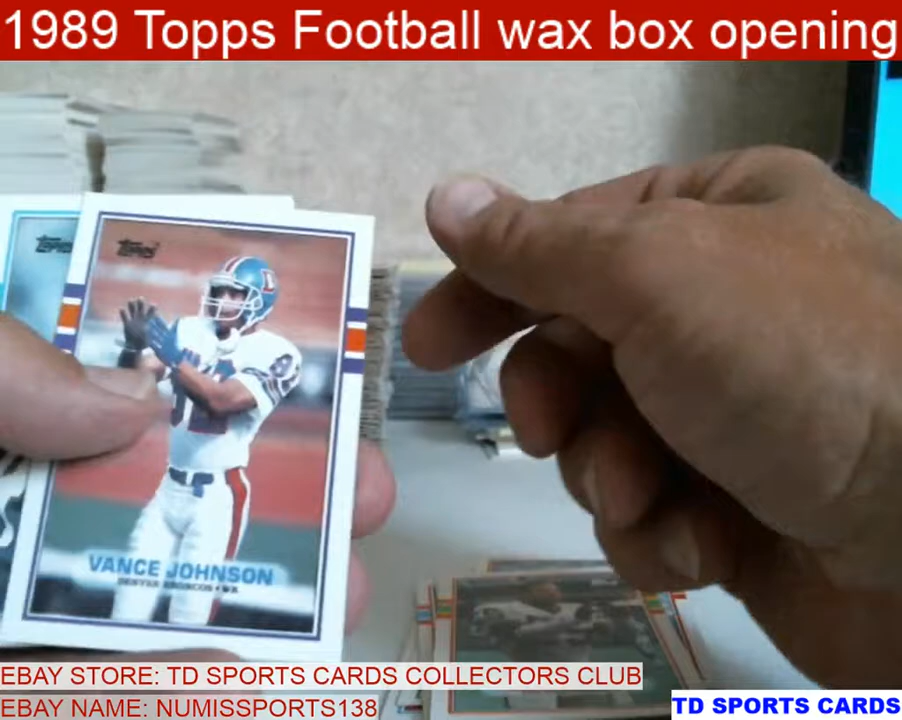 1989 Topps Football wax box opening
TOPPS
TOPPS
VANCE JOHNSON
DENVER BRONCOS • WR
EBAY STORE: TD SPORTS CARDS COLLECTORS CLUB
EBAY NAME: NUMISSPORTS138
TD SPORTS CARDS